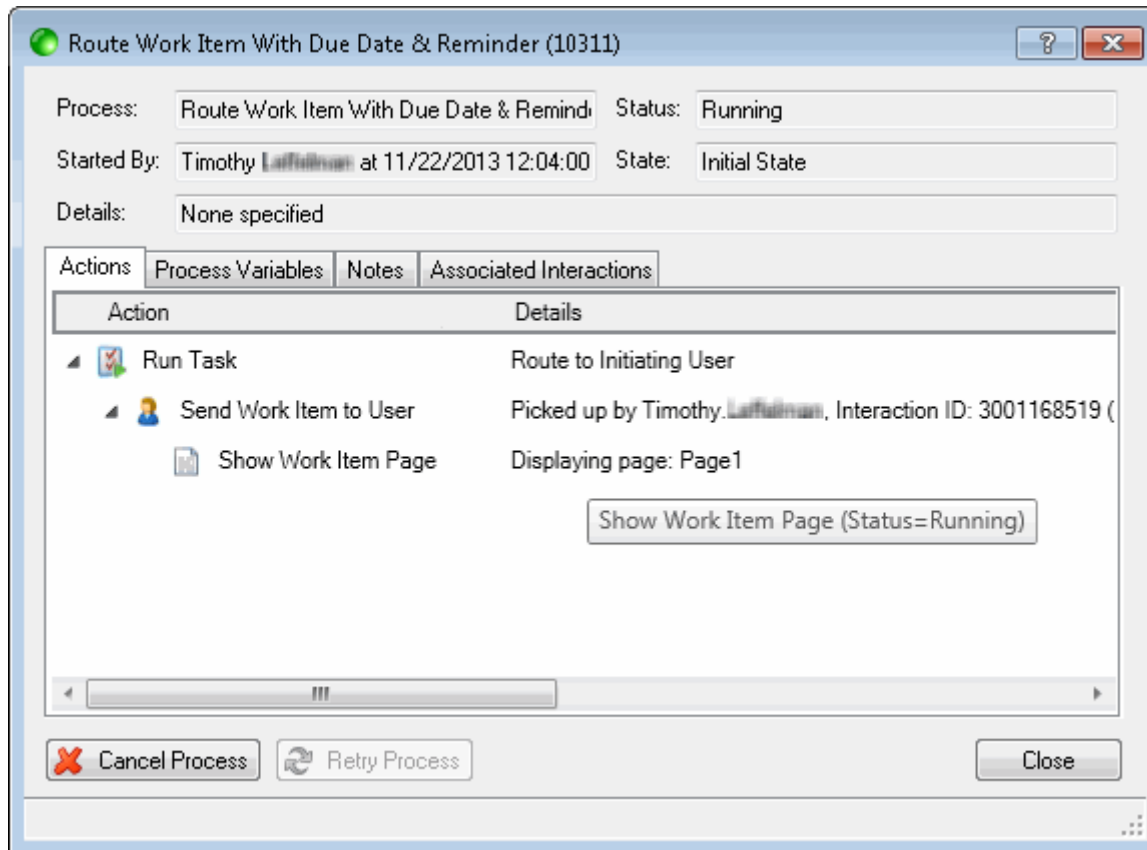 Route Work Item With Due Date & Reminder (10311)
Process: Route Work Item With Due Date & Remind Status: Running
Started By: Timothy at 11/22/2013 12:04:00 State: Initial State
Details: None specified
Actions Process Variables Notes Associated Interactions
Action Details
Run Task Route to Initiating User
Send Work Item to User Picked up by Timothy. , Interaction ID: 3001168519 (
Show Work Item Page Displaying page: Page1
Show Work Item Page (Status=Running)
Cancel Process Retry Process Close